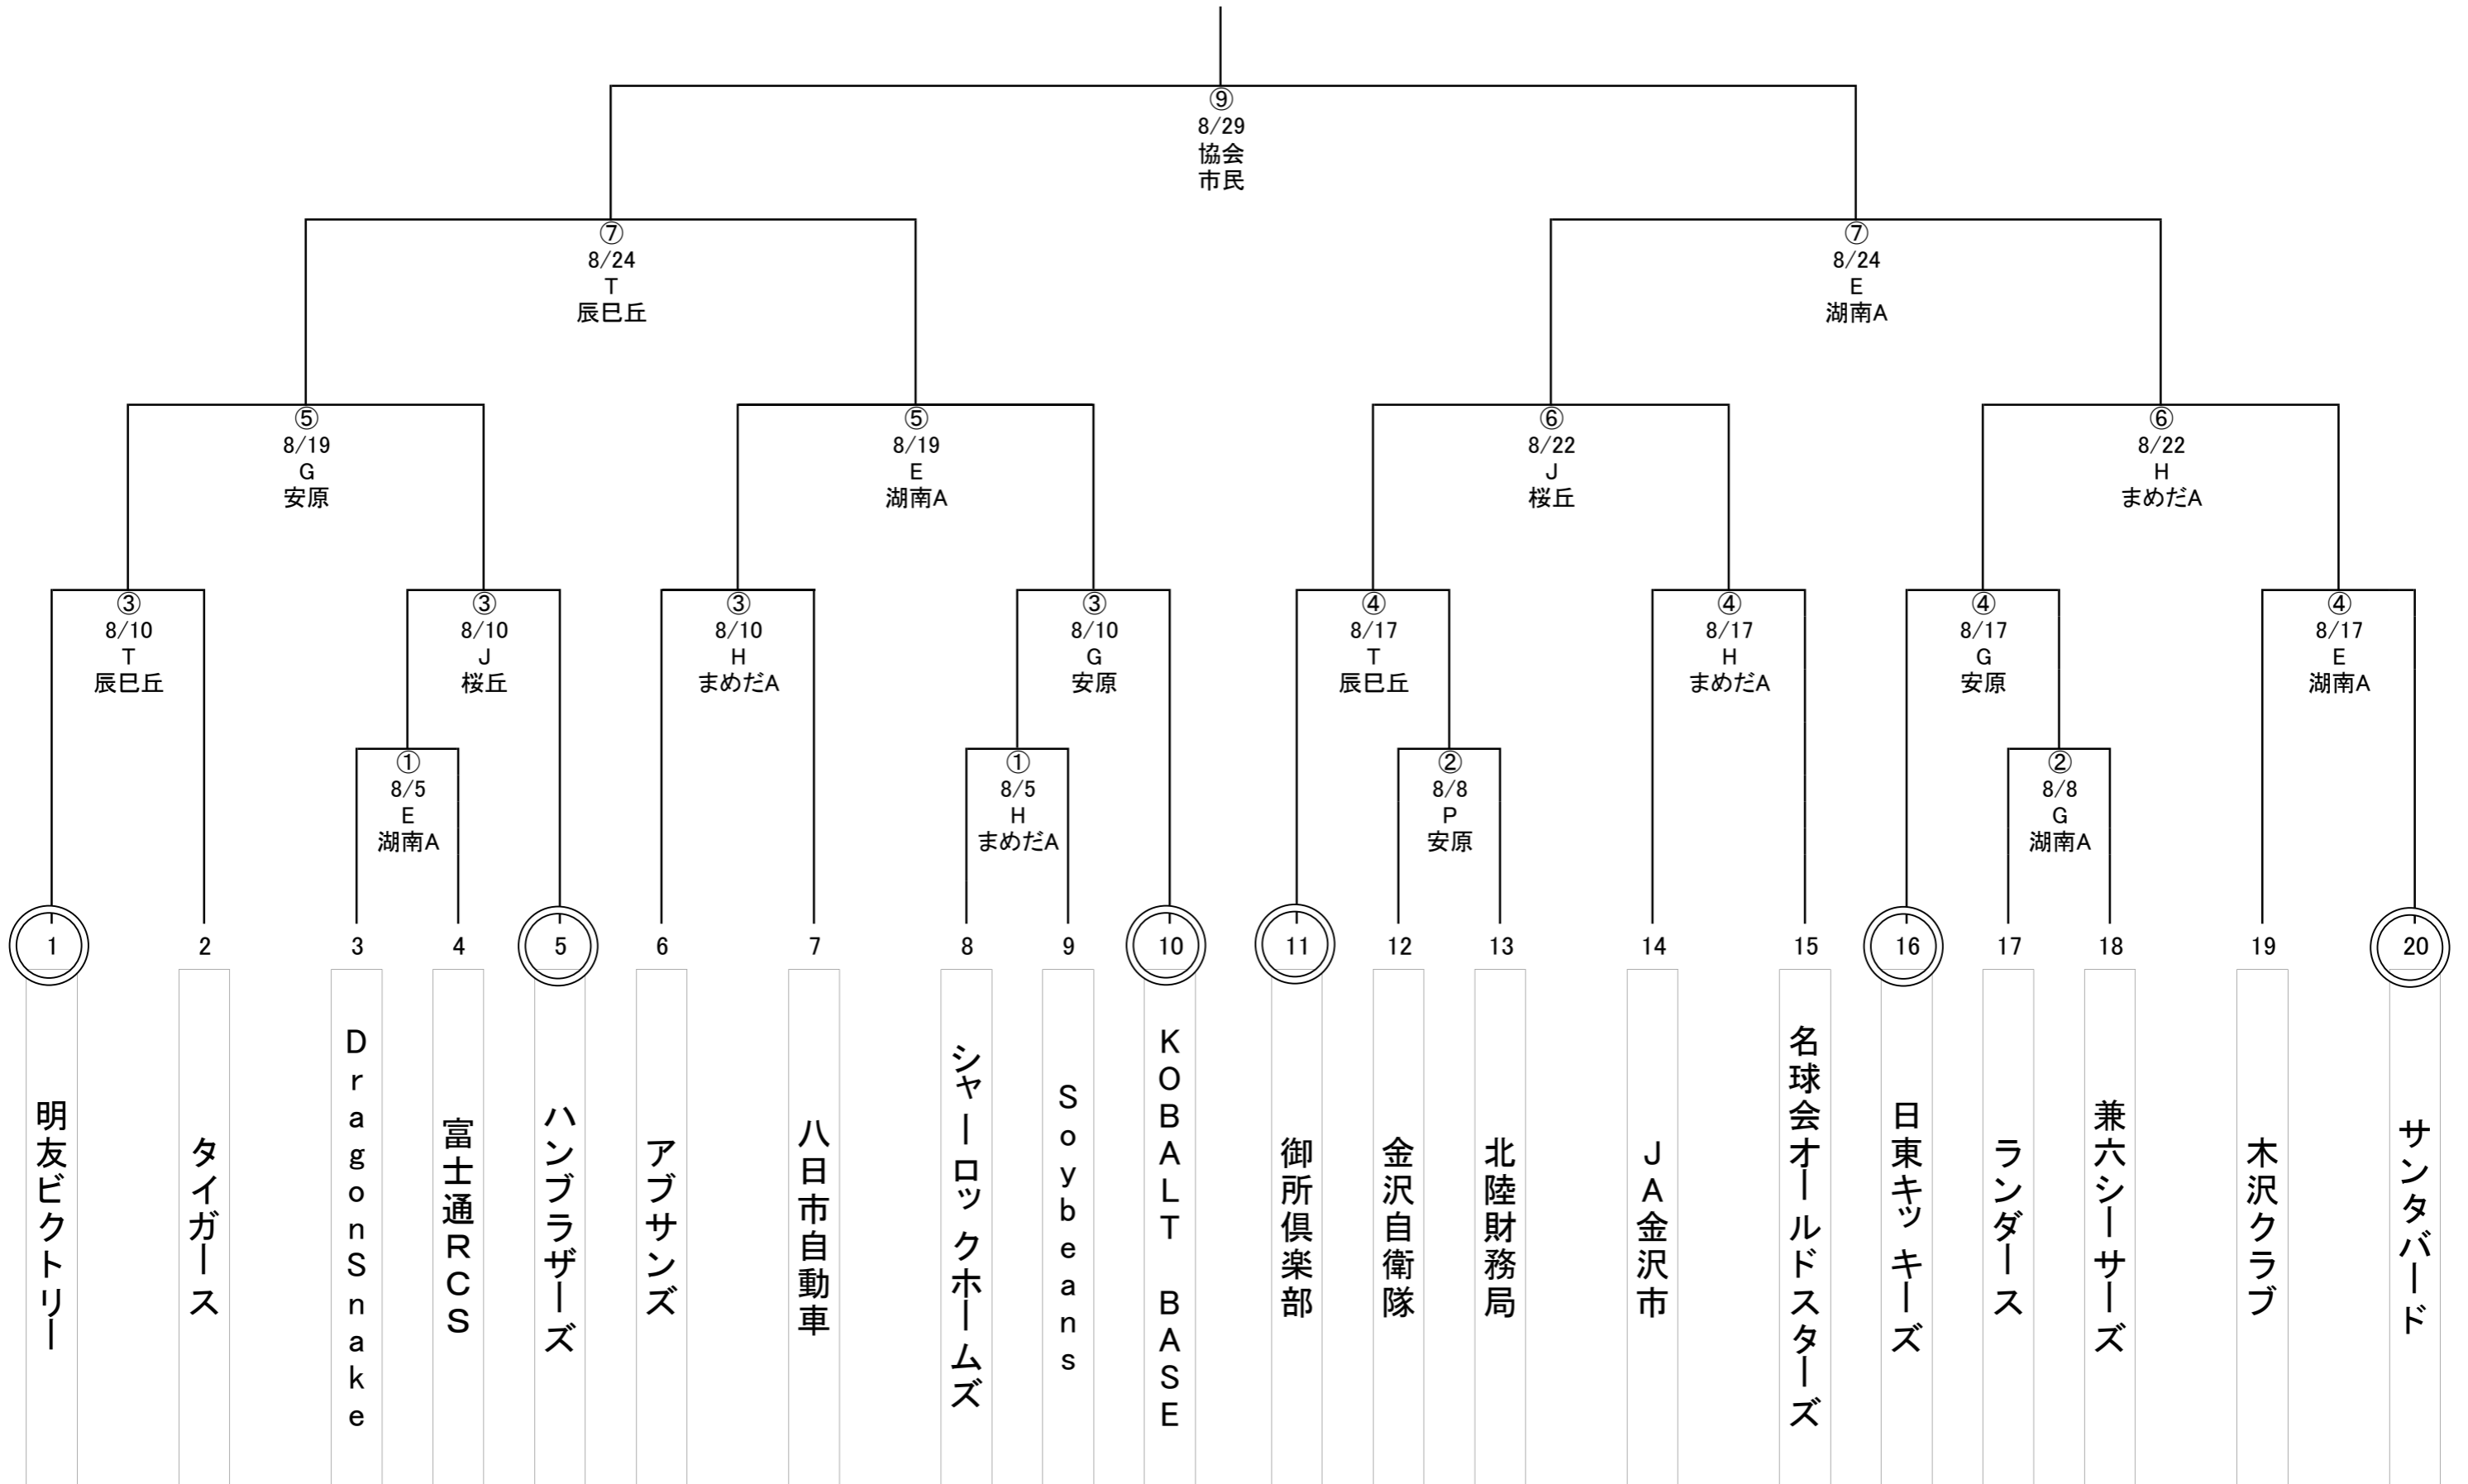 ⑨
8/29
協会
市民
⑦
8/24
T
辰巳丘
⑦
8/24
E
湖南A
⑤
8/19
G
安原
⑤
8/19
E
湖南A
⑥
8/22
J
桜丘
⑥
8/22
H
まめだA
③
8/10
T
辰巳丘
③
8/10
J
桜丘
③
8/10
H
まめだA
③
8/10
G
安原
④
8/17
T
辰巳丘
④
8/17
H
まめだA
④
8/17
G
安原
④
8/17
E
湖南A
①
8/5
E
湖南A
①
8/5
H
まめだA
②
8/8
P
安原
②
8/8
G
湖南A
1
2
3
4
5
6
7
8
9
10
11
12
13
14
15
16
17
18
19
20
明友ビクトリー
タイガース
DragonSnake
富士通RCS
ハンブラザーズ
アブサンズ
八日市自動車
シャーロックホームズ
Soybeans
KOBALT BASE
御所倶楽部
金沢自衛隊
北陸財務局
JA金沢市
名球会オールドスターズ
日東キッキーズ
ランダース
兼六シーサーズ
木沢クラブ
サンタバード